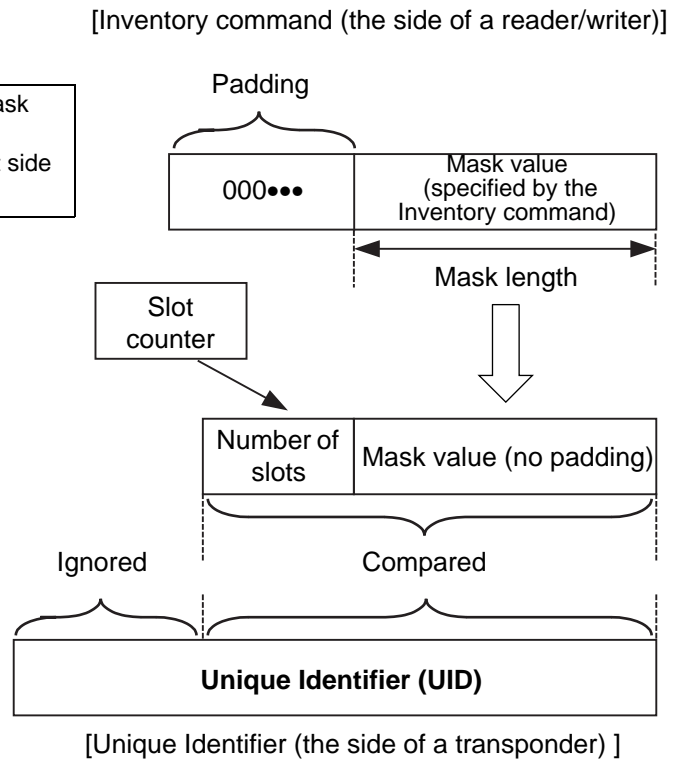 [Inventory command (the side of a reader/writer)]
side
Padding
000•••
Mask value
(specified by the
Inventory command)
Mask length
Slot
counter
Number of
slots
Mask value (no padding)
Ignored
Compared
Unique Identifier (UID)
[Unique Identifier (the side of a transponder) ]